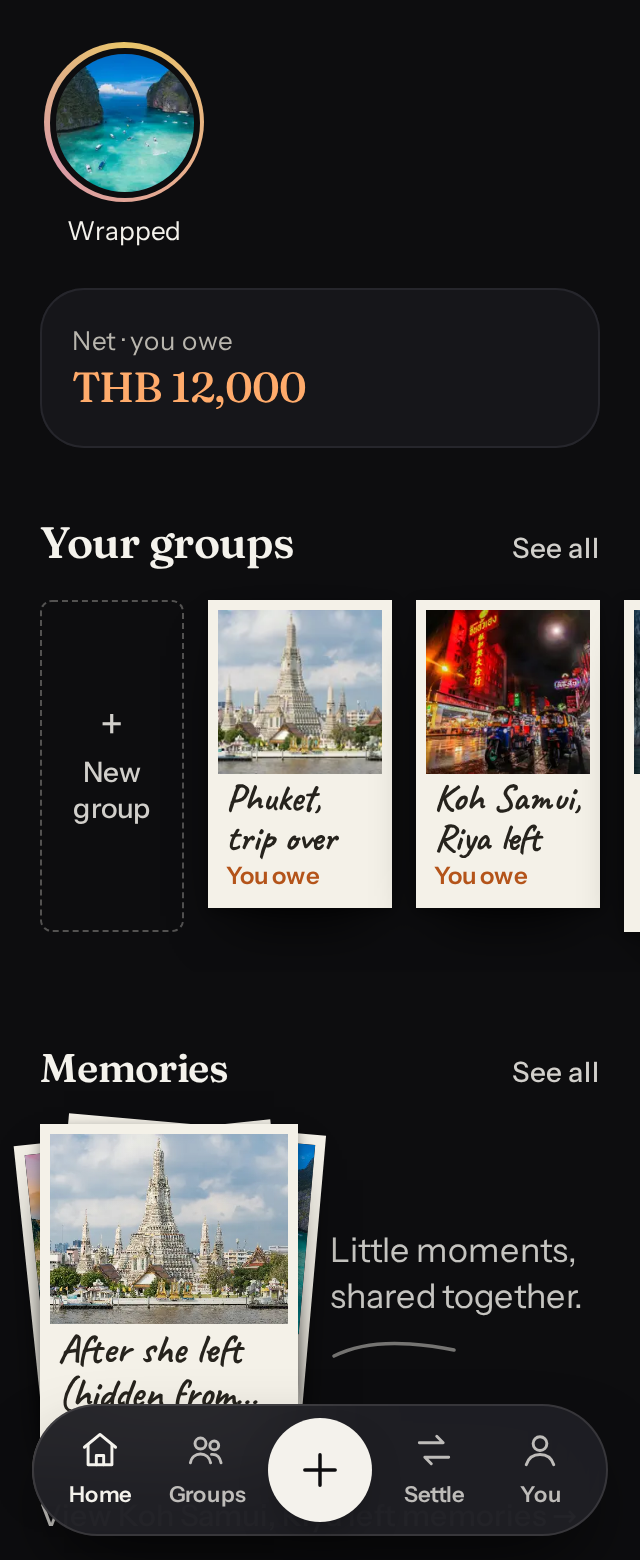 Wrapped
Net · you owe
THB 12,000
Your groups
See all
+
New
group
Phuket,
trip over
You owe
Koh Samui,
Riya left
You owe
Memories
See all
Little moments,
shared together.
After she left
(hidden from...
Home
Groups
Settle
You